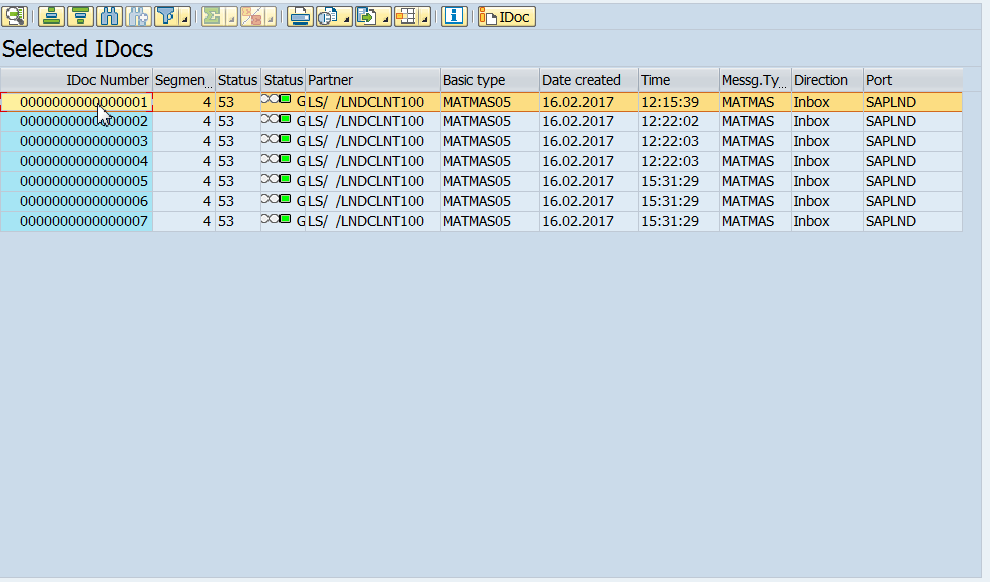 IDoc
Selected IDocs
IDoc Number Segmen... Status Status Partner Basic type Date created Time Messg.Ty... Direction Port
0000000000000001 4 53 G LS/ /LNDCLNT100 MATMAS05 16.02.2017 12:15:39 MATMAS Inbox SAPLND
0000000000000002 4 53 G LS/ /LNDCLNT100 MATMAS05 16.02.2017 12:22:02 MATMAS Inbox SAPLND
0000000000000003 4 53 G LS/ /LNDCLNT100 MATMAS05 16.02.2017 12:22:03 MATMAS Inbox SAPLND
0000000000000004 4 53 G LS/ /LNDCLNT100 MATMAS05 16.02.2017 12:22:03 MATMAS Inbox SAPLND
0000000000000005 4 53 G LS/ /LNDCLNT100 MATMAS05 16.02.2017 15:31:29 MATMAS Inbox SAPLND
0000000000000006 4 53 G LS/ /LNDCLNT100 MATMAS05 16.02.2017 15:31:29 MATMAS Inbox SAPLND
0000000000000007 4 53 G LS/ /LNDCLNT100 MATMAS05 16.02.2017 15:31:29 MATMAS Inbox SAPLND